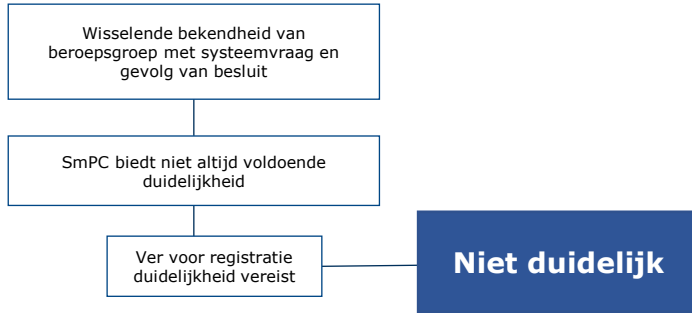 Wisselende bekendheid van
beroepsgroep met systeemvraag en
gevolg van besluit
SmPC biedt niet altijd voldoende
duidelijkheid
Ver voor registratie
duidelijkheid vereist
Niet duidelijk